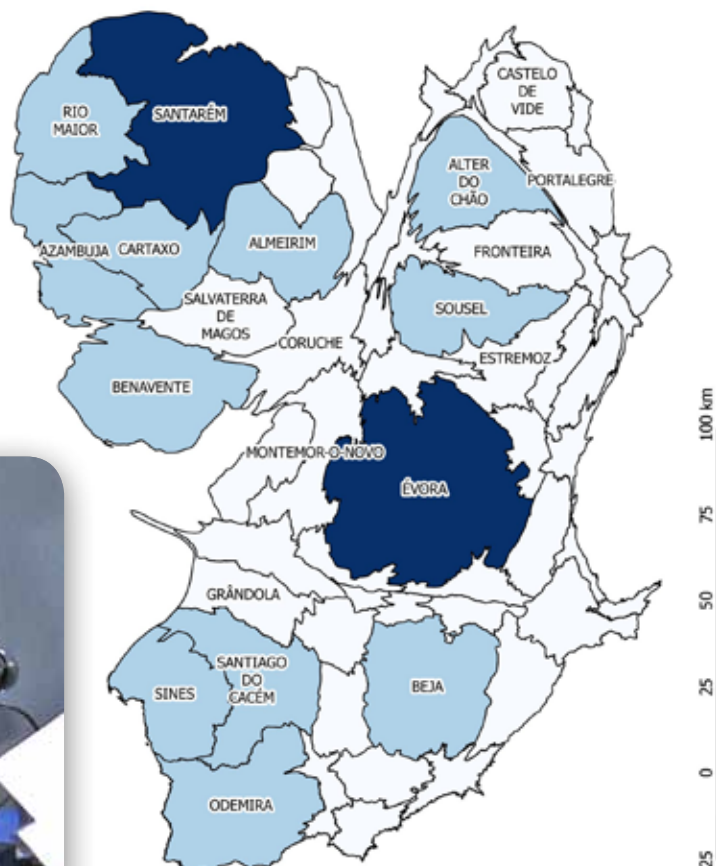 CASTELO
DE
VIDE
RIO
MAIOR
SANTARÉM
ALTER
DO
CHÃO
PORTALEGRE
AZAMBUJA
CARTAXO
ALMEIRIM
FRONTEIRA
SALVATERRA
DE
MAGOS
SOUSEL
CORUCHE
ESTREMOZ
BENAVENTE
MONTEMOR-O-NOVO
ÉVORA
GRÂNDOLA
SANTIAGO
DO
CACÉM
SINES
BEJA
ODEMIRA
100 km
75
50
25
0
25